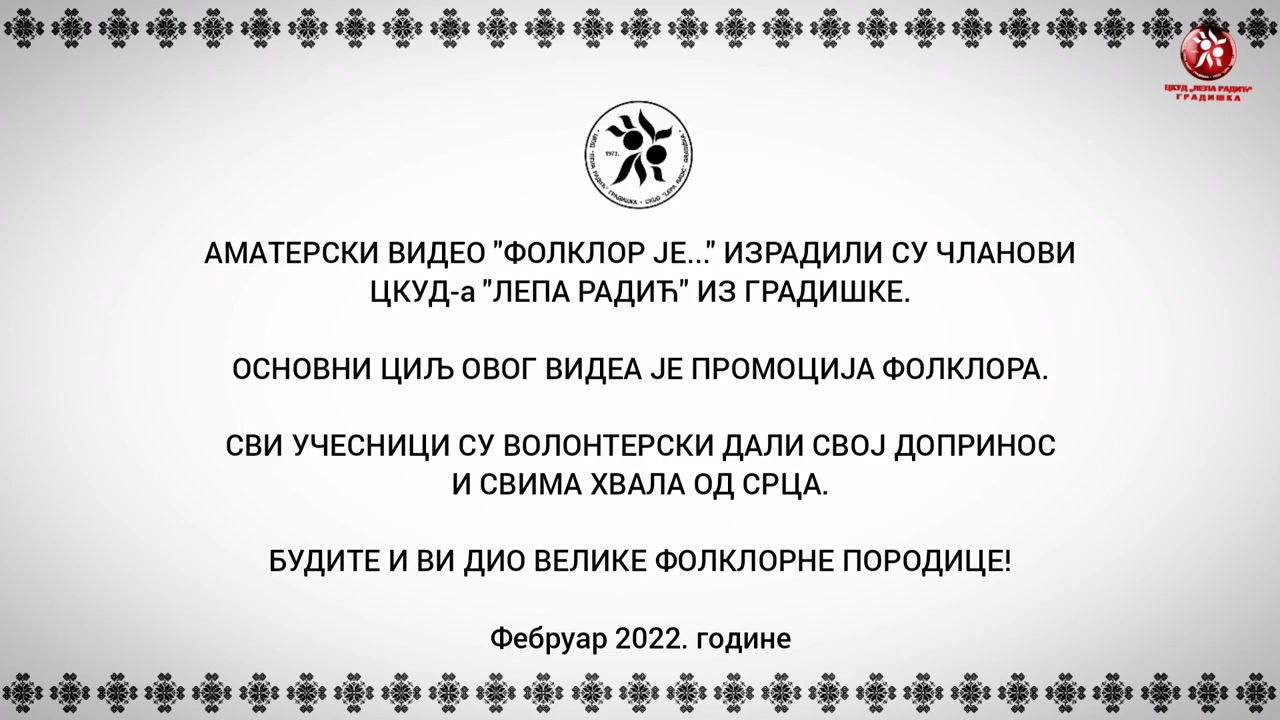 ЦКУД „ЛЕПА РАДИЋ“
ГРАДИШКА
1972.
АМАТЕРСКИ ВИДЕО "ФОЛКЛОР ЈЕ..." ИЗРАДИЛИ СУ ЧЛАНОВИ
ЦКУД-а "ЛЕПА РАДИЋ" ИЗ ГРАДИШКЕ.
ОСНОВНИ ЦИЉ ОВОГ ВИДЕА ЈЕ ПРОМОЦИЈА ФОЛКЛОРА.
СВИ УЧЕСНИЦИ СУ ВОЛОНТЕРСКИ ДАЛИ СВОЈ ДОПРИНОС
И СВИМА ХВАЛА ОД СРЦА.
БУДИТЕ И ВИ ДИО ВЕЛИКЕ ФОЛКЛОРНЕ ПОРОДИЦЕ!
Фебруар 2022. године